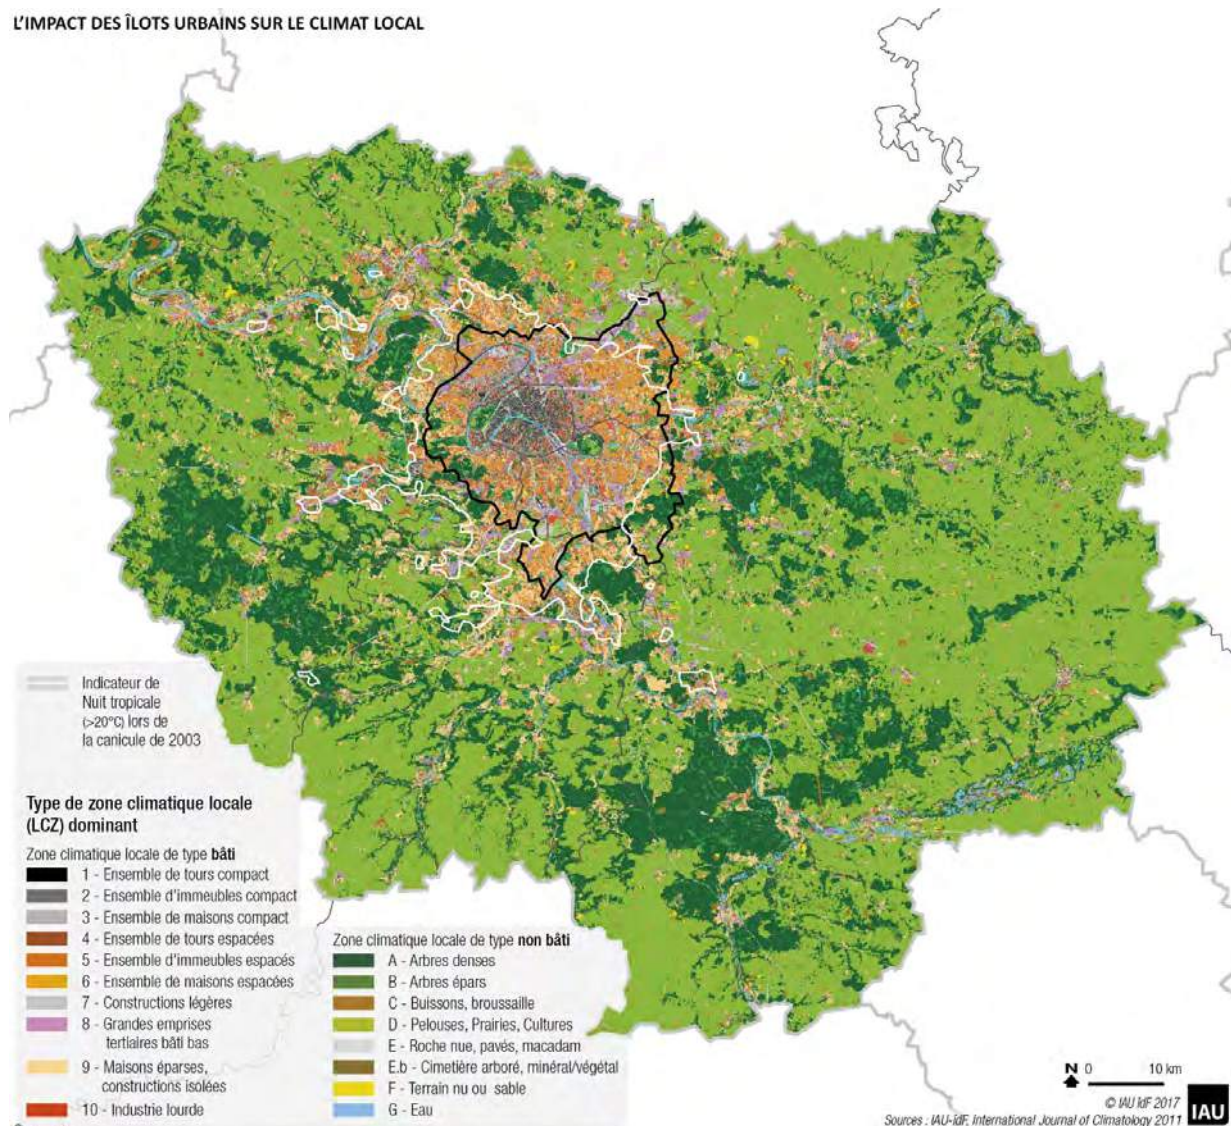 L'IMPACT DES ÎLOTS URBAINS SUR LE CLIMAT LOCAL
Indicateur de
Nuit tropicale
(>20°C) lors de
la canicule de 2003
Type de zone climatique locale
(LCZ) dominant
Zone climatique locale de type bâti
1 - Ensemble de tours compact
2 - Ensemble d'immeubles compact
3 - Ensemble de maisons compact
4 - Ensemble de tours espacées
5 - Ensemble d'immeubles espacés
6 - Ensemble de maisons espacées
7 - Constructions légères
8 - Grandes emprises
tertiaires bâti bas
9 - Maisons éparses,
constructions isolées
10 - Industrie lourde
Zone climatique locale de type non bâti
A - Arbres denses
B - Arbres épars
C - Buissons, broussaille
D - Pelouses, Prairies, Cultures
E - Roche nue, pavés, macadam
E.b - Cimetière arboré, minéral/végétal
F - Terrain nu ou sable
G - Eau
N 0 10 km
© IAU îdF 2017
Sources : IAU-îdF, International Journal of Climatology 2011
IAU